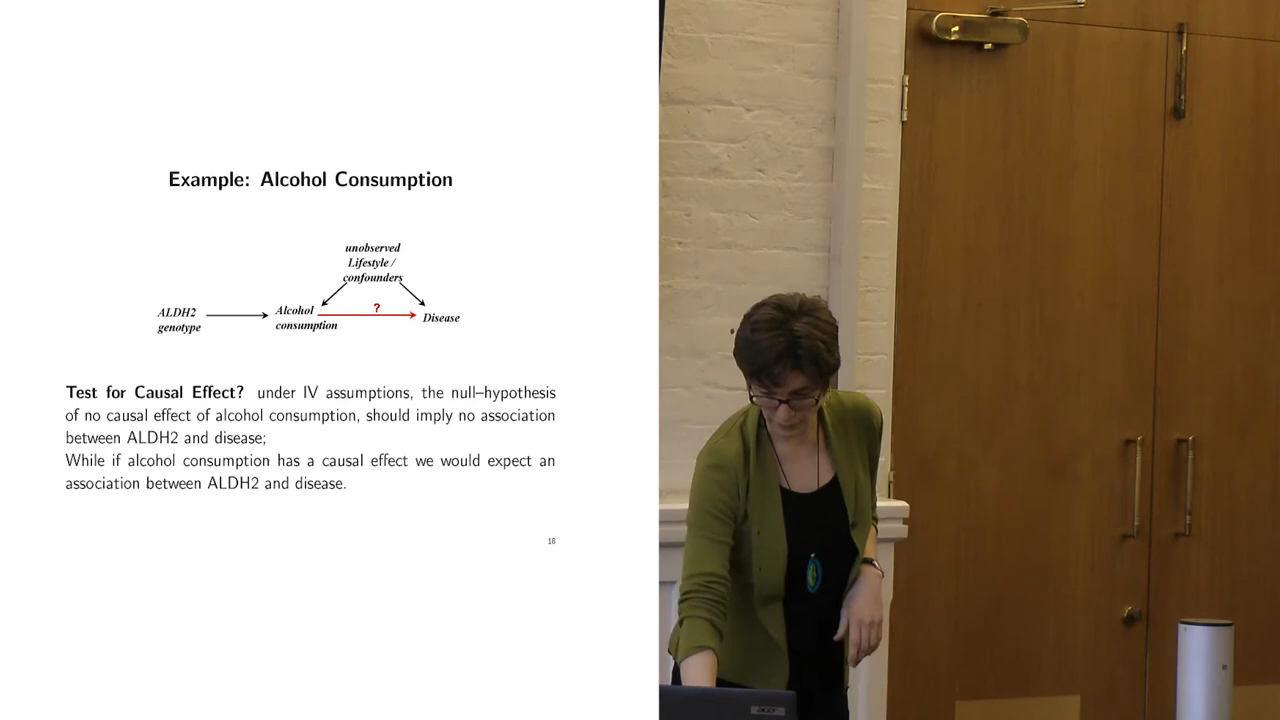 Example: Alcohol Consumption
unobserved
Lifestyle /
confounders
ALDH2
genotype
Alcohol
consumption
?
Disease
Test for Causal Effect? under IV assumptions, the null–hypothesis
of no causal effect of alcohol consumption, should imply no association
between ALDH2 and disease;
While if alcohol consumption has a causal effect we would expect an
association between ALDH2 and disease.
18
acer